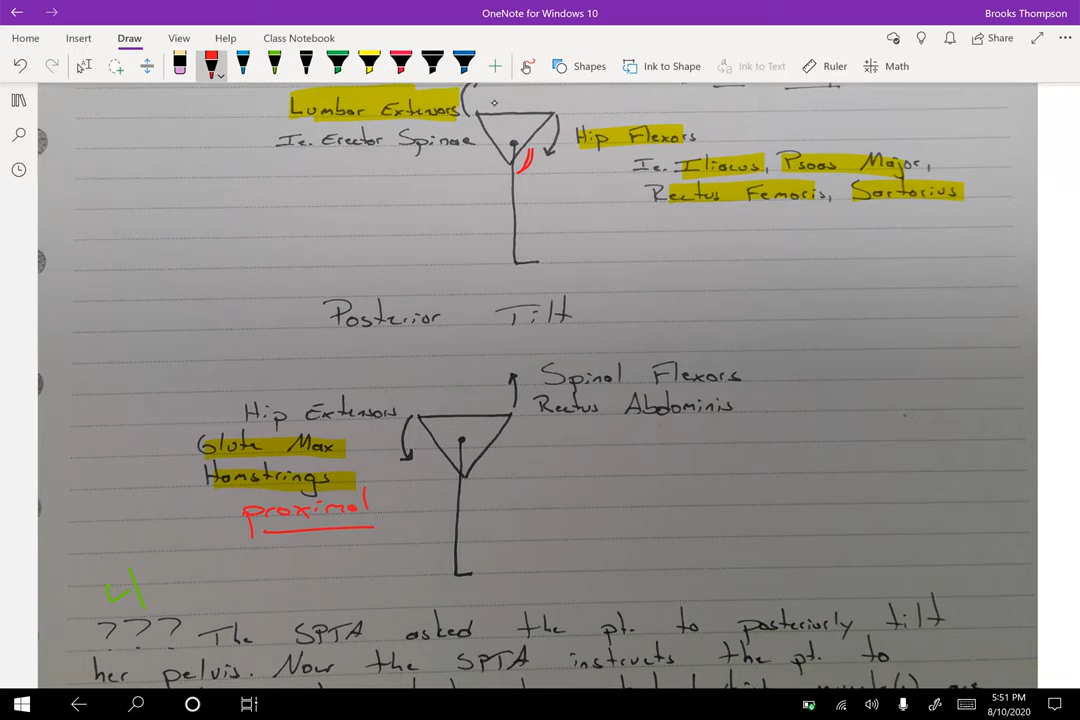 OneNote for Windows 10
Brooks Thompson
Home Insert Draw View Help Class Notebook
Share
Shapes Ink to Shape Ink to Text Ruler Math
Lumbar Extensors
Ie. Erector Spinae
Hip Flexors
Ie. Iliacus, Psoas Major,
Rectus Femoris, Sartorius
Posterior Tilt
Spinal Flexors
Rectus Abdominis
Hip Extensors
Glute Max
Hamstrings
proximal
4
??? The SPTA asked the pt. to posteriorly tilt
her pelvis. Now the SPTA instructs the pt. to
5:51 PM
8/10/2020